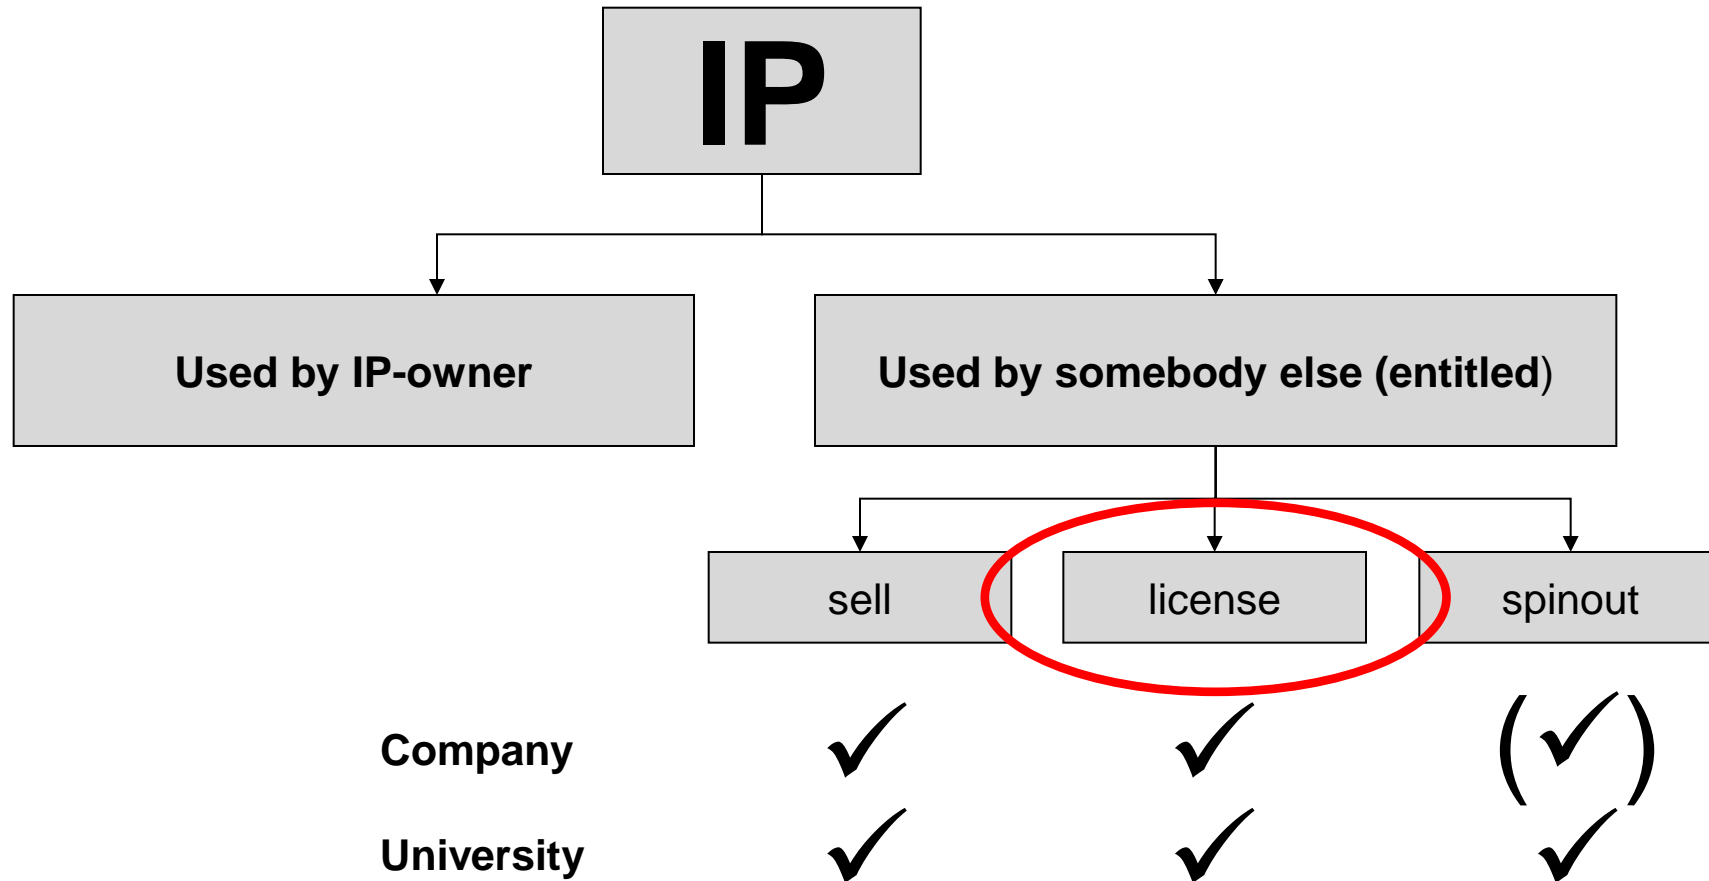 IP
Used by IP-owner
Used by somebody else (entitled)
sell
license
spinout
Company ✓ ✓ (✓)
University ✓ ✓ ✓